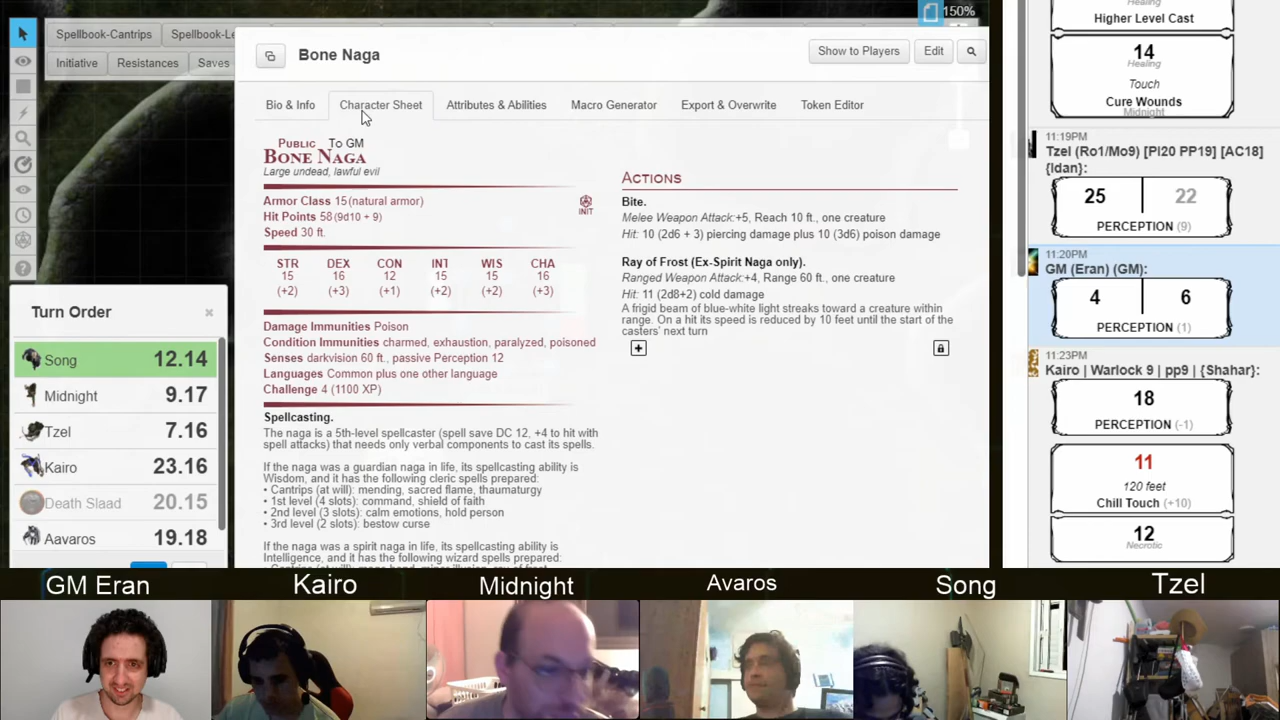 150%
Spellbook-Cantrips
Spellbook-Le
Initiative
Resistances
Saves
Bone Naga
Show to Players
Edit
Bio & Info
Character Sheet
Attributes & Abilities
Macro Generator
Export & Overwrite
Token Editor
Public To GM
Bone Naga
Large undead, lawful evil
Armor Class 15 (natural armor)
Hit Points 58 (9d10 + 9)
Speed 30 ft.
INIT
STR DEX CON INT WIS CHA
15 16 12 15 15 16
(+2) (+3) (+1) (+2) (+2) (+3)
Damage Immunities Poison
Condition Immunities charmed, exhaustion, paralyzed, poisoned
Senses darkvision 60 ft., passive Perception 12
Languages Common plus one other language
Challenge 4 (1100 XP)
Spellcasting.
The naga is a 5th-level spellcaster (spell save DC 12, +4 to hit with
spell attacks) that needs only verbal components to cast its spells.
If the naga was a guardian naga in life, its spellcasting ability is
Wisdom, and it has the following cleric spells prepared:
• Cantrips (at will): mending, sacred flame, thaumaturgy
• 1st level (4 slots): command, shield of faith
• 2nd level (3 slots): calm emotions, hold person
• 3rd level (2 slots): bestow curse
If the naga was a spirit naga in life, its spellcasting ability is
Intelligence, and it has the following wizard spells prepared:
Actions
Bite.
Melee Weapon Attack:+5, Reach 10 ft., one creature
Hit: 10 (2d6 + 3) piercing damage plus 10 (3d6) poison damage
Ray of Frost (Ex-Spirit Naga only).
Ranged Weapon Attack:+4, Range 60 ft., one creature
Hit: 11 (2d8+2) cold damage
A frigid beam of blue-white light streaks toward a creature within
range. On a hit its speed is reduced by 10 feet until the start of the
casters' next turn
Turn Order
Song 12.14
Midnight 9.17
Tzel 7.16
Kairo 23.16
Death Slaad 20.15
Aavaros 19.18
Healing
Higher Level Cast
14
Healing
Touch
Cure Wounds
Midnight
11:19PM
Tzel (Ro1/Mo9) [PI20 PP19] [AC18]
{Idan}:
25 22
PERCEPTION (9)
11:20PM
GM (Eran) (GM):
4 6
PERCEPTION (1)
11:23PM
Kairo | Warlock 9 | pp9 | {Shahar}:
18
PERCEPTION (-1)
11
120 feet
Chill Touch (+10)
12
Necrotic
GM Eran
Kairo
Midnight
Avaros
Song
Tzel